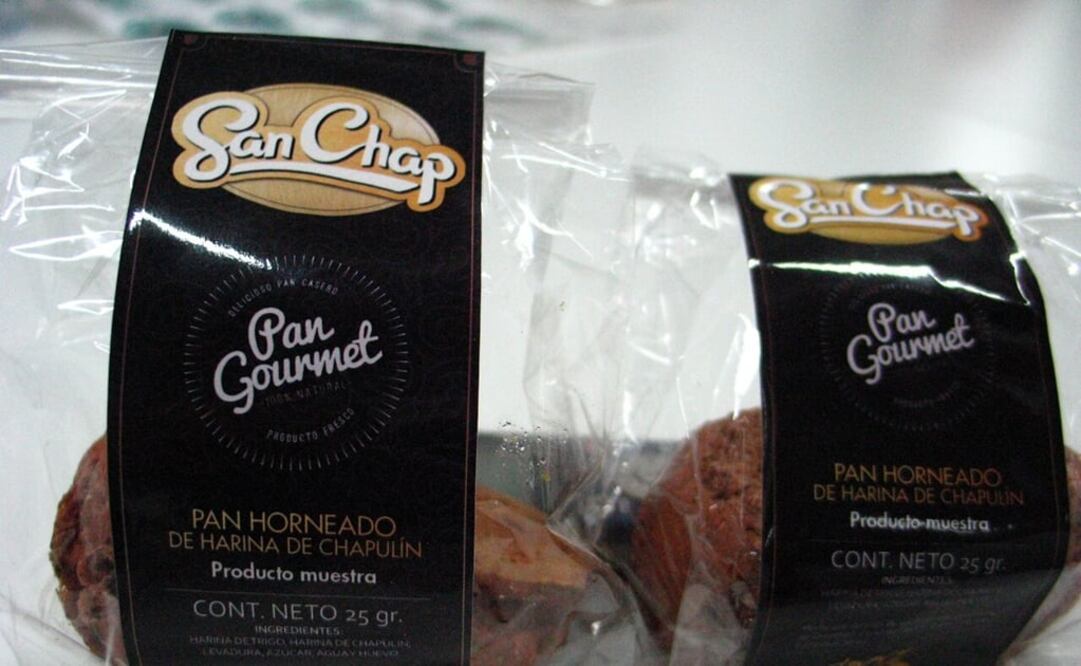 San Chap
DELICIOSO PAN CASERO
Pan
Gourmet
100% NATURAL
PRODUCTO FRESCO
PAN HORNEADO
DE HARINA DE CHAPULÍN
Producto muestra
CONT. NETO 25 gr.
INGREDIENTES:
HARINA DE TRIGO, HARINA DE CHAPULIN,
LEVADURA, AZUCAR, AGUA Y HUEVO.
San Chap
Pan
Gourmet
PAN HORNEADO
DE HARINA DE CHAPULÍN
Producto muestra
CONT. NETO 25 gr.
INGREDIENTES: